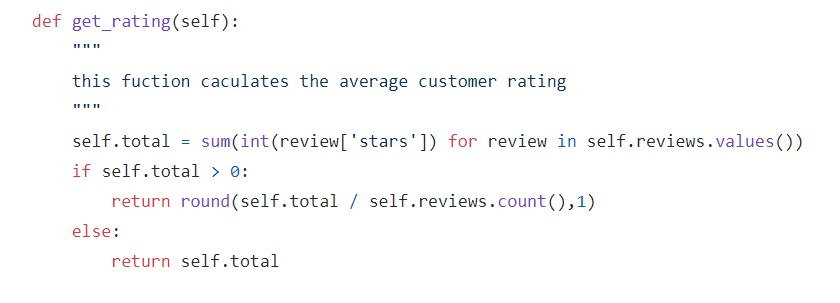 def get_rating(self):
"""
this fuction caculates the average customer rating
"""
self.total = sum(int(review['stars']) for review in self.reviews.values())
if self.total > 0:
return round(self.total / self.reviews.count(),1)
else:
return self.total